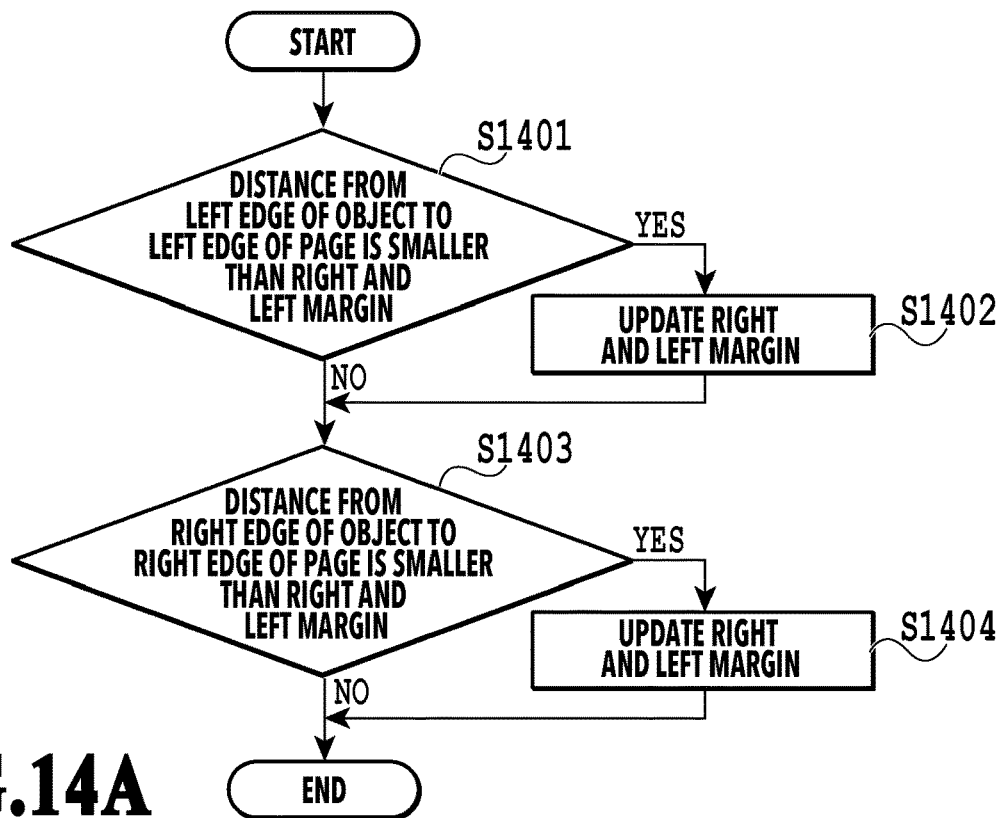 START
S1401
DISTANCE FROM
LEFT EDGE OF OBJECT TO
LEFT EDGE OF PAGE IS SMALLER
THAN RIGHT AND
LEFT MARGIN
YES
UPDATE RIGHT
AND LEFT MARGIN
S1402
NO
S1403
DISTANCE FROM
RIGHT EDGE OF OBJECT TO
RIGHT EDGE OF PAGE IS SMALLER
THAN RIGHT AND
LEFT MARGIN
YES
UPDATE RIGHT
AND LEFT MARGIN
S1404
NO
END
G.14A